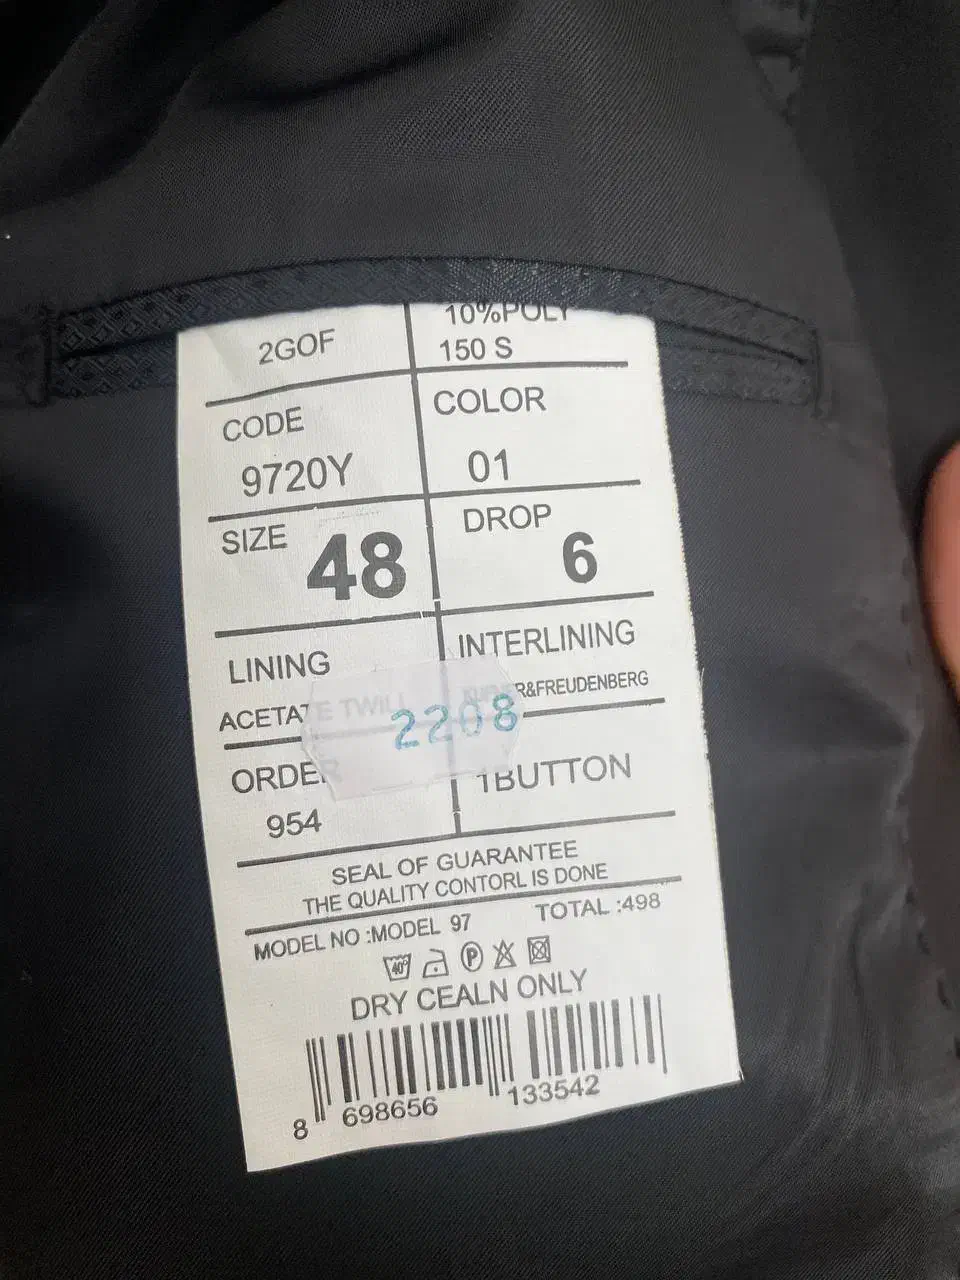 2GOF
10%POLY
150 S
CODE
COLOR
9720Y
01
SIZE
48
DROP
6
LINING
INTERLINING
ACETATE TWILL
R&FREUDENBERG
2208
ORDER
1BUTTON
954
SEAL OF GUARANTEE
THE QUALITY CONTORL IS DONE
MODEL NO :MODEL 97
TOTAL :498
40°
P
DRY CEALN ONLY
8 698656 133542